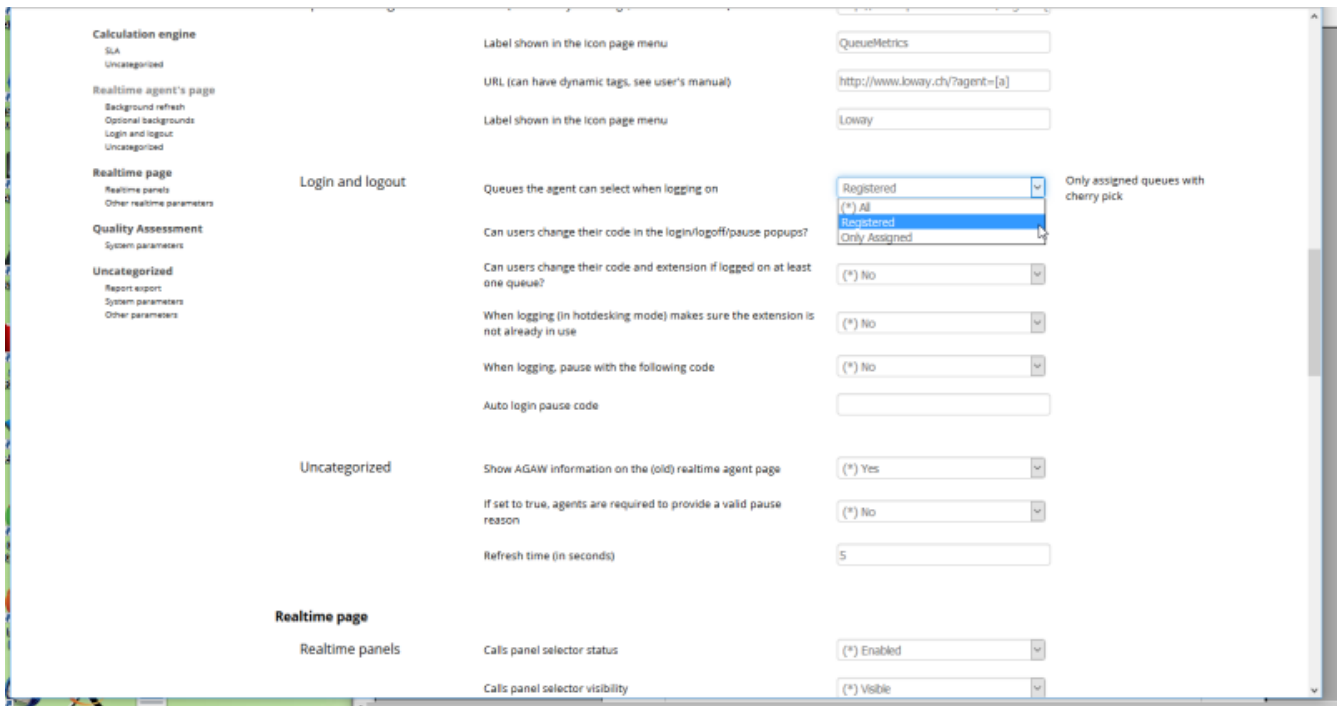 Calculation engine
SLA
Uncategorized
Realtime agent's page
Background refresh
Optional backgrounds
Login and logout
Uncategorized
Realtime page
Realtime panels
Other realtime parameters
Quality Assessment
System parameters
Uncategorized
Report export
System parameters
Other parameters
Label shown in the Icon page menu
QueueMetrics
URL (can have dynamic tags, see user's manual)
http://www.loway.ch/?agent=[a]
Label shown in the Icon page menu
Loway
Login and logout
Queues the agent can select when logging on
Registered
(*) All
Registered
Only Assigned
Only assigned queues with
cherry pick
Can users change their code in the login/logoff/pause popups?
Can users change their code and extension if logged on at least
one queue?
(*) No
When logging (in hotdesking mode) makes sure the extension is
not already in use
(*) No
When logging, pause with the following code
(*) No
Auto login pause code
Uncategorized
Show AGAW information on the (old) realtime agent page
(*) Yes
If set to true, agents are required to provide a valid pause
reason
(*) No
Refresh time (in seconds)
5
Realtime page
Realtime panels
Calls panel selector status
(*) Enabled
Calls panel selector visibility
(*) Visible